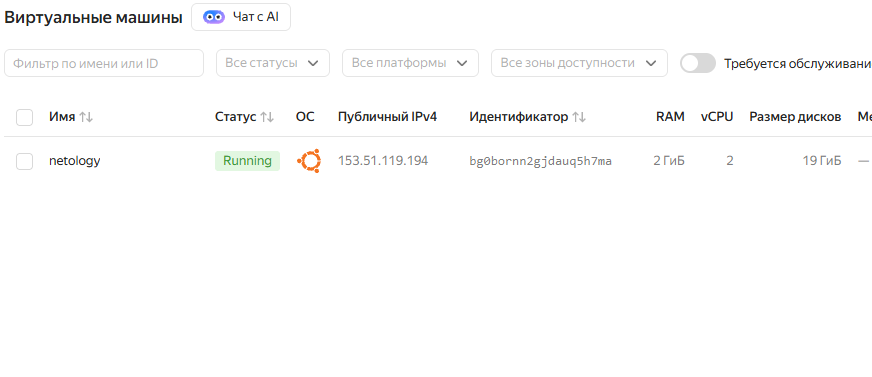 Виртуальные машины Чат с AI
Фильтр по имени или ID Все статусы Все платформы Все зоны доступности Требуется обслуживани
Имя Статус ОС Публичный IPv4 Идентификатор RAM vCPU Размер дисков Ме
netology Running 153.51.119.194 bg0bornn2gjdauq5h7ma 2 ГиБ 2 19 ГиБ —